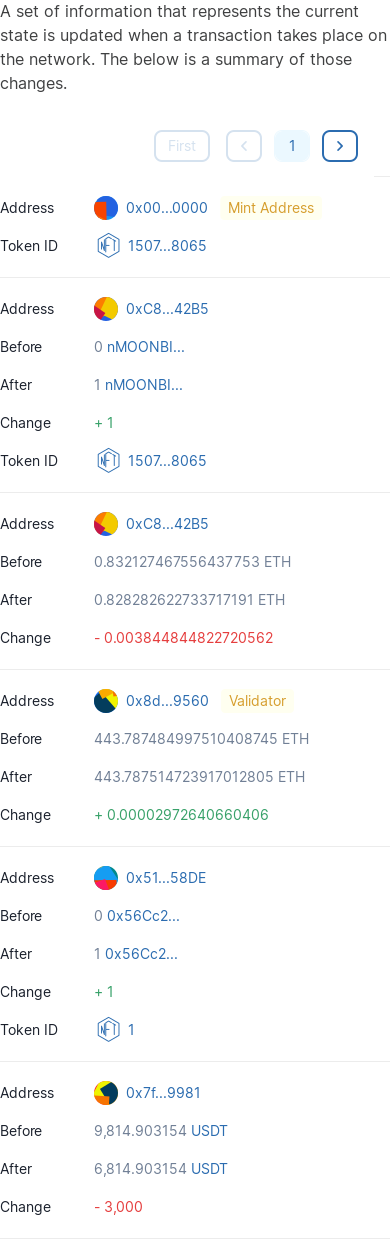 A set of information that represents the current
state is updated when a transaction takes place on
the network. The below is a summary of those
changes.
First
1
Address 0x00...0000 Mint Address
Token ID 1507...8065
Address 0xC8...42B5
Before 0 nMOONBI...
After 1 nMOONBI...
Change + 1
Token ID 1507...8065
Address 0xC8...42B5
Before 0.832127467556437753 ETH
After 0.828282622733717191 ETH
Change - 0.003844844822720562
Address 0x8d...9560 Validator
Before 443.787484997510408745 ETH
After 443.787514723917012805 ETH
Change + 0.00002972640660406
Address 0x51...58DE
Before 0 0x56Cc2...
After 1 0x56Cc2...
Change + 1
Token ID 1
Address 0x7f...9981
Before 9,814.903154 USDT
After 6,814.903154 USDT
Change - 3,000